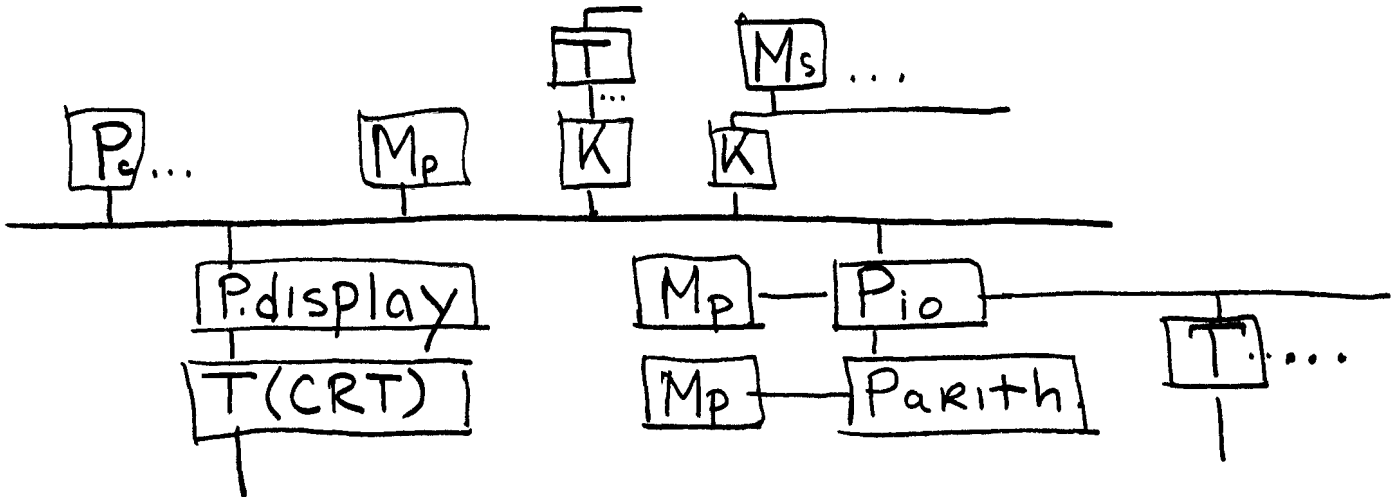 T
Ms ...
...
Pc ... Mp K K
P.display Mp Pio
T .....
T(CRT) Mp Parith.